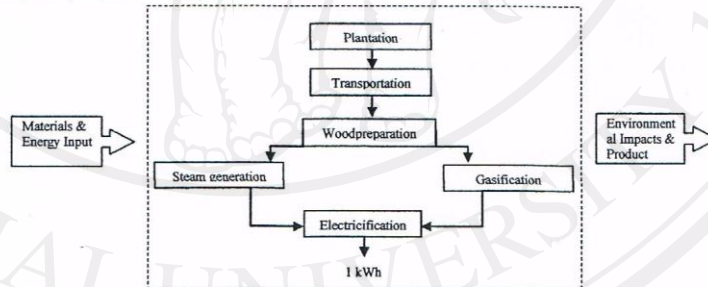 Plantation
Transportation
Materials &
Energy Input
Woodpreparation
Environment
al Impacts &
Product
Steam generation
Gasification
Electricification
1 kWh